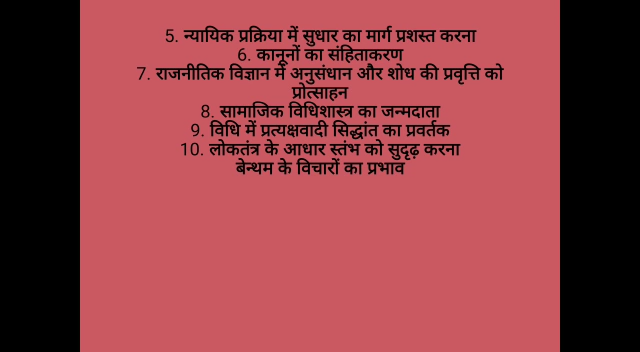 5. न्यायिक प्रक्रिया में सुधार का मार्ग प्रशस्त करना
6. कानूनों का संहिताकरण
7. राजनीतिक विज्ञान में अनुसंधान और शोध की प्रवृत्ति को
प्रोत्साहन
8. सामाजिक विधिशास्त्र का जन्मदाता
9. विधि में प्रत्यक्षवादी सिद्धांत का प्रवर्तक
10. लोकतंत्र के आधार स्तंभ को सुदृढ़ करना
बेन्थम के विचारों का प्रभाव